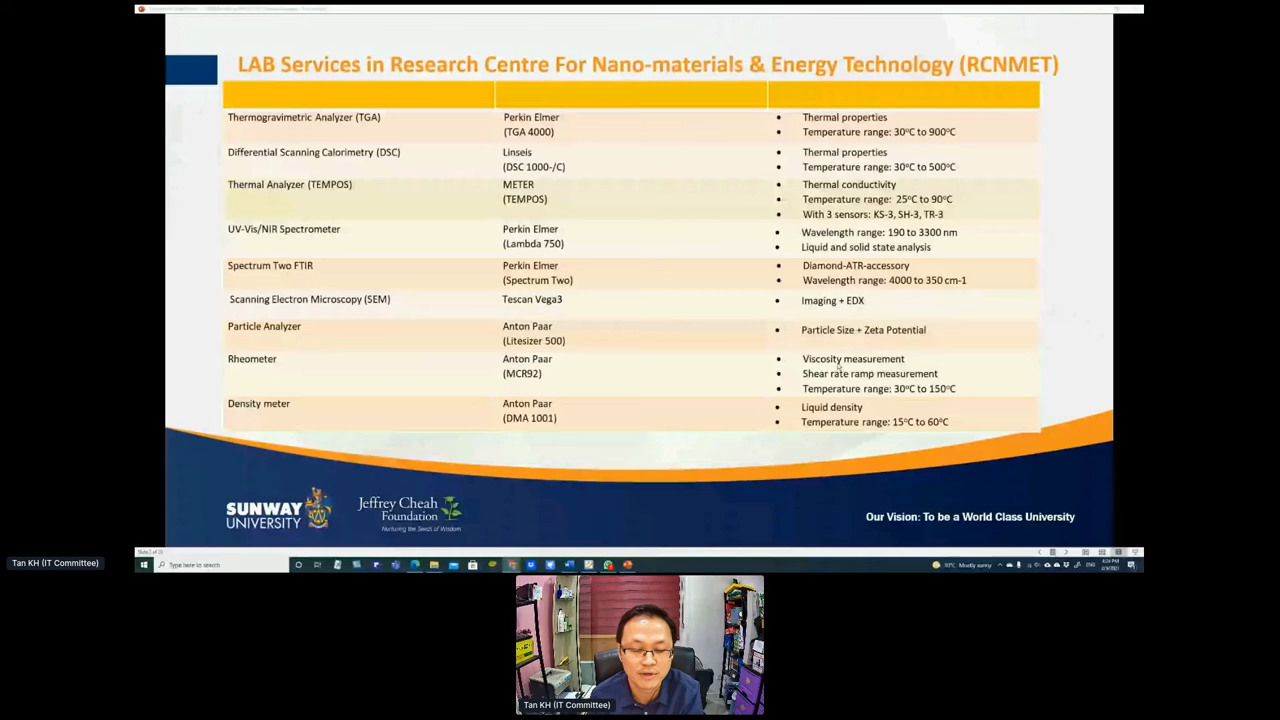 LAB Services in Research Centre For Nano-materials & Energy Technology (RCNMET)
Thermogravimetric Analyzer (TGA)
Perkin Elmer
(TGA 4000)
• Thermal properties
• Temperature range: 30°C to 900°C
Differential Scanning Calorimetry (DSC)
Linseis
(DSC 1000-/C)
• Thermal properties
• Temperature range: 30°C to 500°C
Thermal Analyzer (TEMPOS)
METER
(TEMPOS)
• Thermal conductivity
• Temperature range: 25°C to 90°C
• With 3 sensors: KS-3, SH-3, TR-3
UV-Vis/NIR Spectrometer
Perkin Elmer
(Lambda 750)
• Wavelength range: 190 to 3300 nm
• Liquid and solid state analysis
Spectrum Two FTIR
Perkin Elmer
(Spectrum Two)
• Diamond-ATR-accessory
• Wavelength range: 4000 to 350 cm-1
Scanning Electron Microscopy (SEM)
Tescan Vega3
• Imaging + EDX
Particle Analyzer
Anton Paar
(Litesizer 500)
• Particle Size + Zeta Potential
Rheometer
Anton Paar
(MCR92)
• Viscosity measurement
• Shear rate ramp measurement
• Temperature range: 30°C to 150°C
Density meter
Anton Paar
(DMA 1001)
• Liquid density
• Temperature range: 15°C to 60°C
SUNWAY
UNIVERSITY
Jeffrey Cheah
Foundation
Nurturing the Seeds of Wisdom
Our Vision: To be a World Class University
Tan KH (IT Committee)
Type here to search
Mostly sunny
Tan KH (IT Committee)